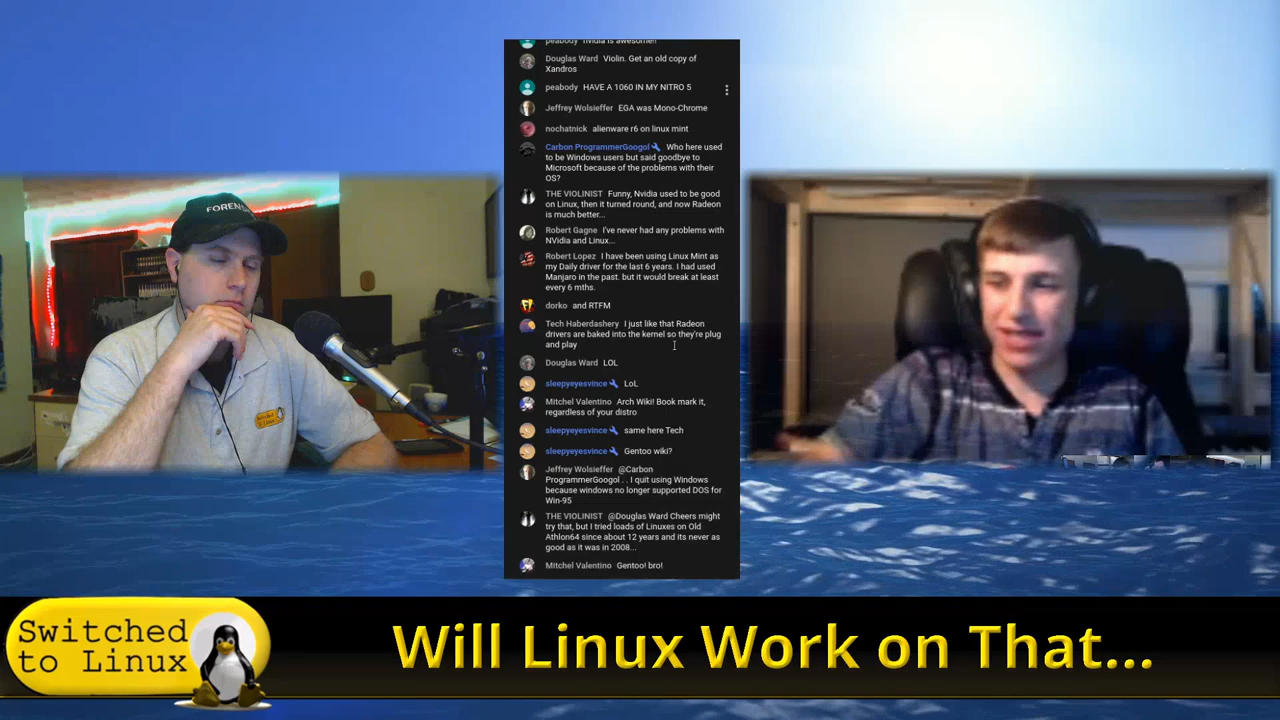 FOREN
peabody nvidia is awesome!!
Douglas Ward Violin. Get an old copy of
Xandros
peabody HAVE A 1060 IN MY NITRO 5
Jeffrey Wolsieffer EGA was Mono-Chrome
nochatnick alienware r6 on linux mint
Carbon ProgrammerGoogol Who here used
to be Windows users but said goodbye to
Microsoft because of the problems with their
OS?
THE VIOLINIST Funny, Nvidia used to be good
on Linux, then it turned round, and now Radeon
is much better...
Robert Gagne I've never had any problems with
NVidia and Linux...
Robert Lopez I have been using Linux Mint as
my Daily driver for the last 6 years. I had used
Manjaro in the past. but it would break at least
every 6 mths.
dorko and RTFM
Tech Haberdashery I just like that Radeon
drivers are baked into the kernel so they're plug
and play
Douglas Ward LOL
sleepyeyesvince LoL
Mitchel Valentino Arch Wiki! Book mark it,
regardless of your distro
sleepyeyesvince same here Tech
sleepyeyesvince Gentoo wiki?
Jeffrey Wolsieffer @Carbon
ProgrammerGoogol . . I quit using Windows
because windows no longer supported DOS for
Win-95
THE VIOLINIST @Douglas Ward Cheers might
try that, but I tried loads of Linuxes on Old
Athlon64 since about 12 years and its never as
good as it was in 2008...
Mitchel Valentino Gentoo! bro!
Switched
to Linux
Switched
to Linux
Will Linux Work on That...